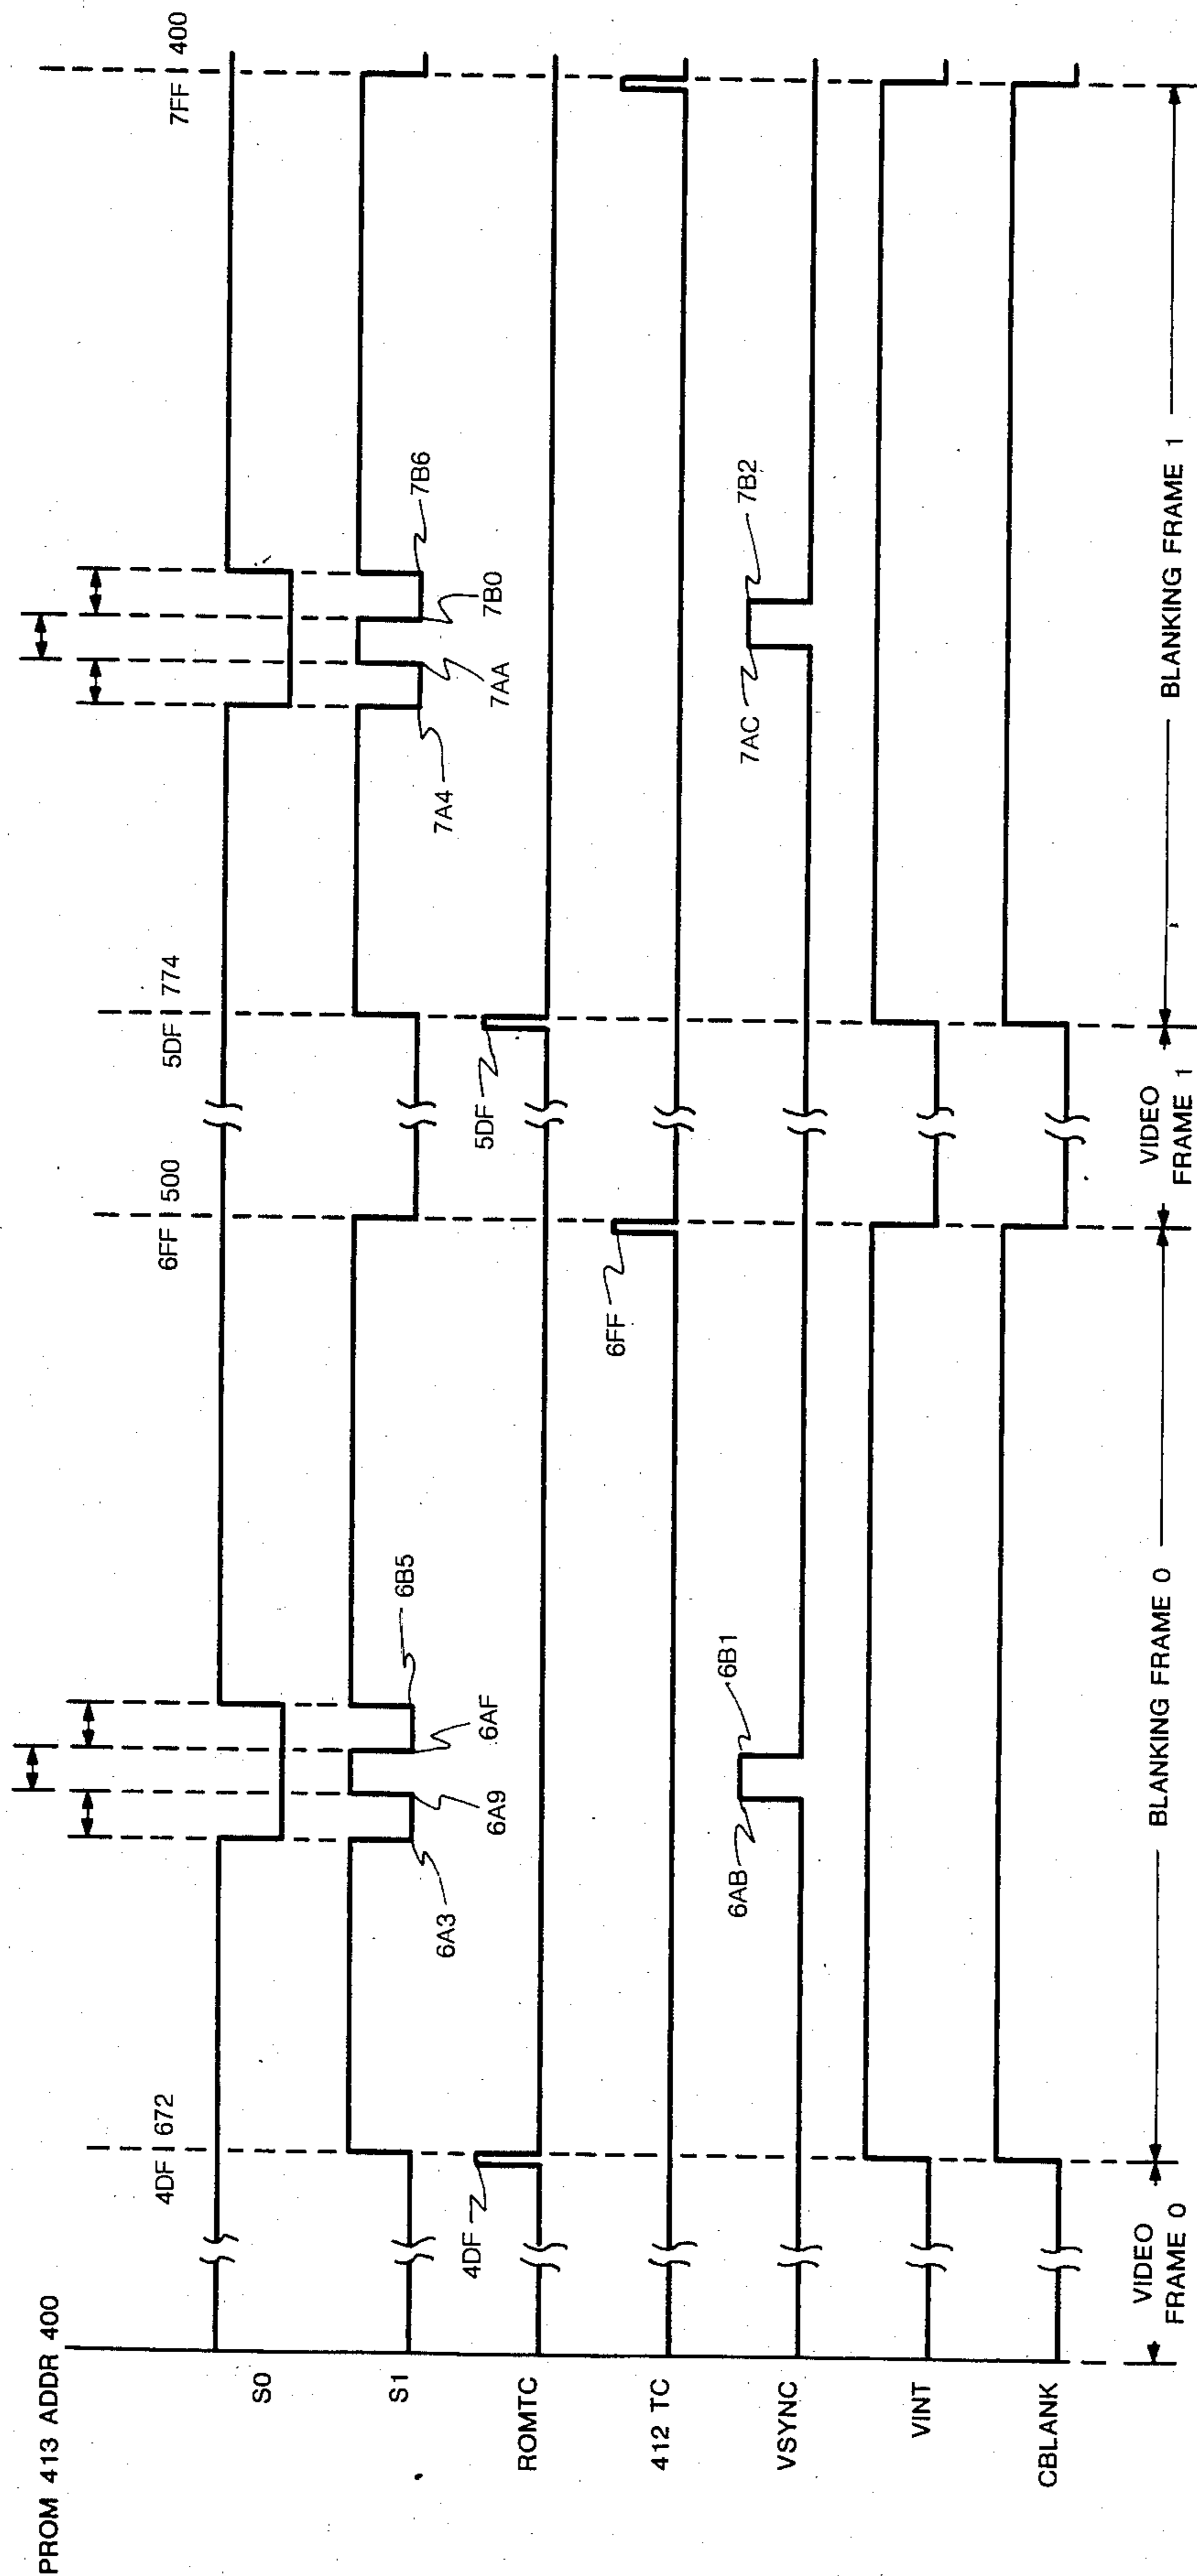 PROM 413 ADDR 400
4DF 672
6FF 500
5DF 774
7FF 400
S0
S1
6A3
6A9
6AF
6B5
7A4
7AA
7B0
7B6
ROMTC
4DF
5DF
412 TC
6FF
VSYNC
6AB
6B1
7AC
7B2
VINT
CBLANK
VIDEO
FRAME 0
BLANKING FRAME 0
VIDEO
FRAME 1
BLANKING FRAME 1